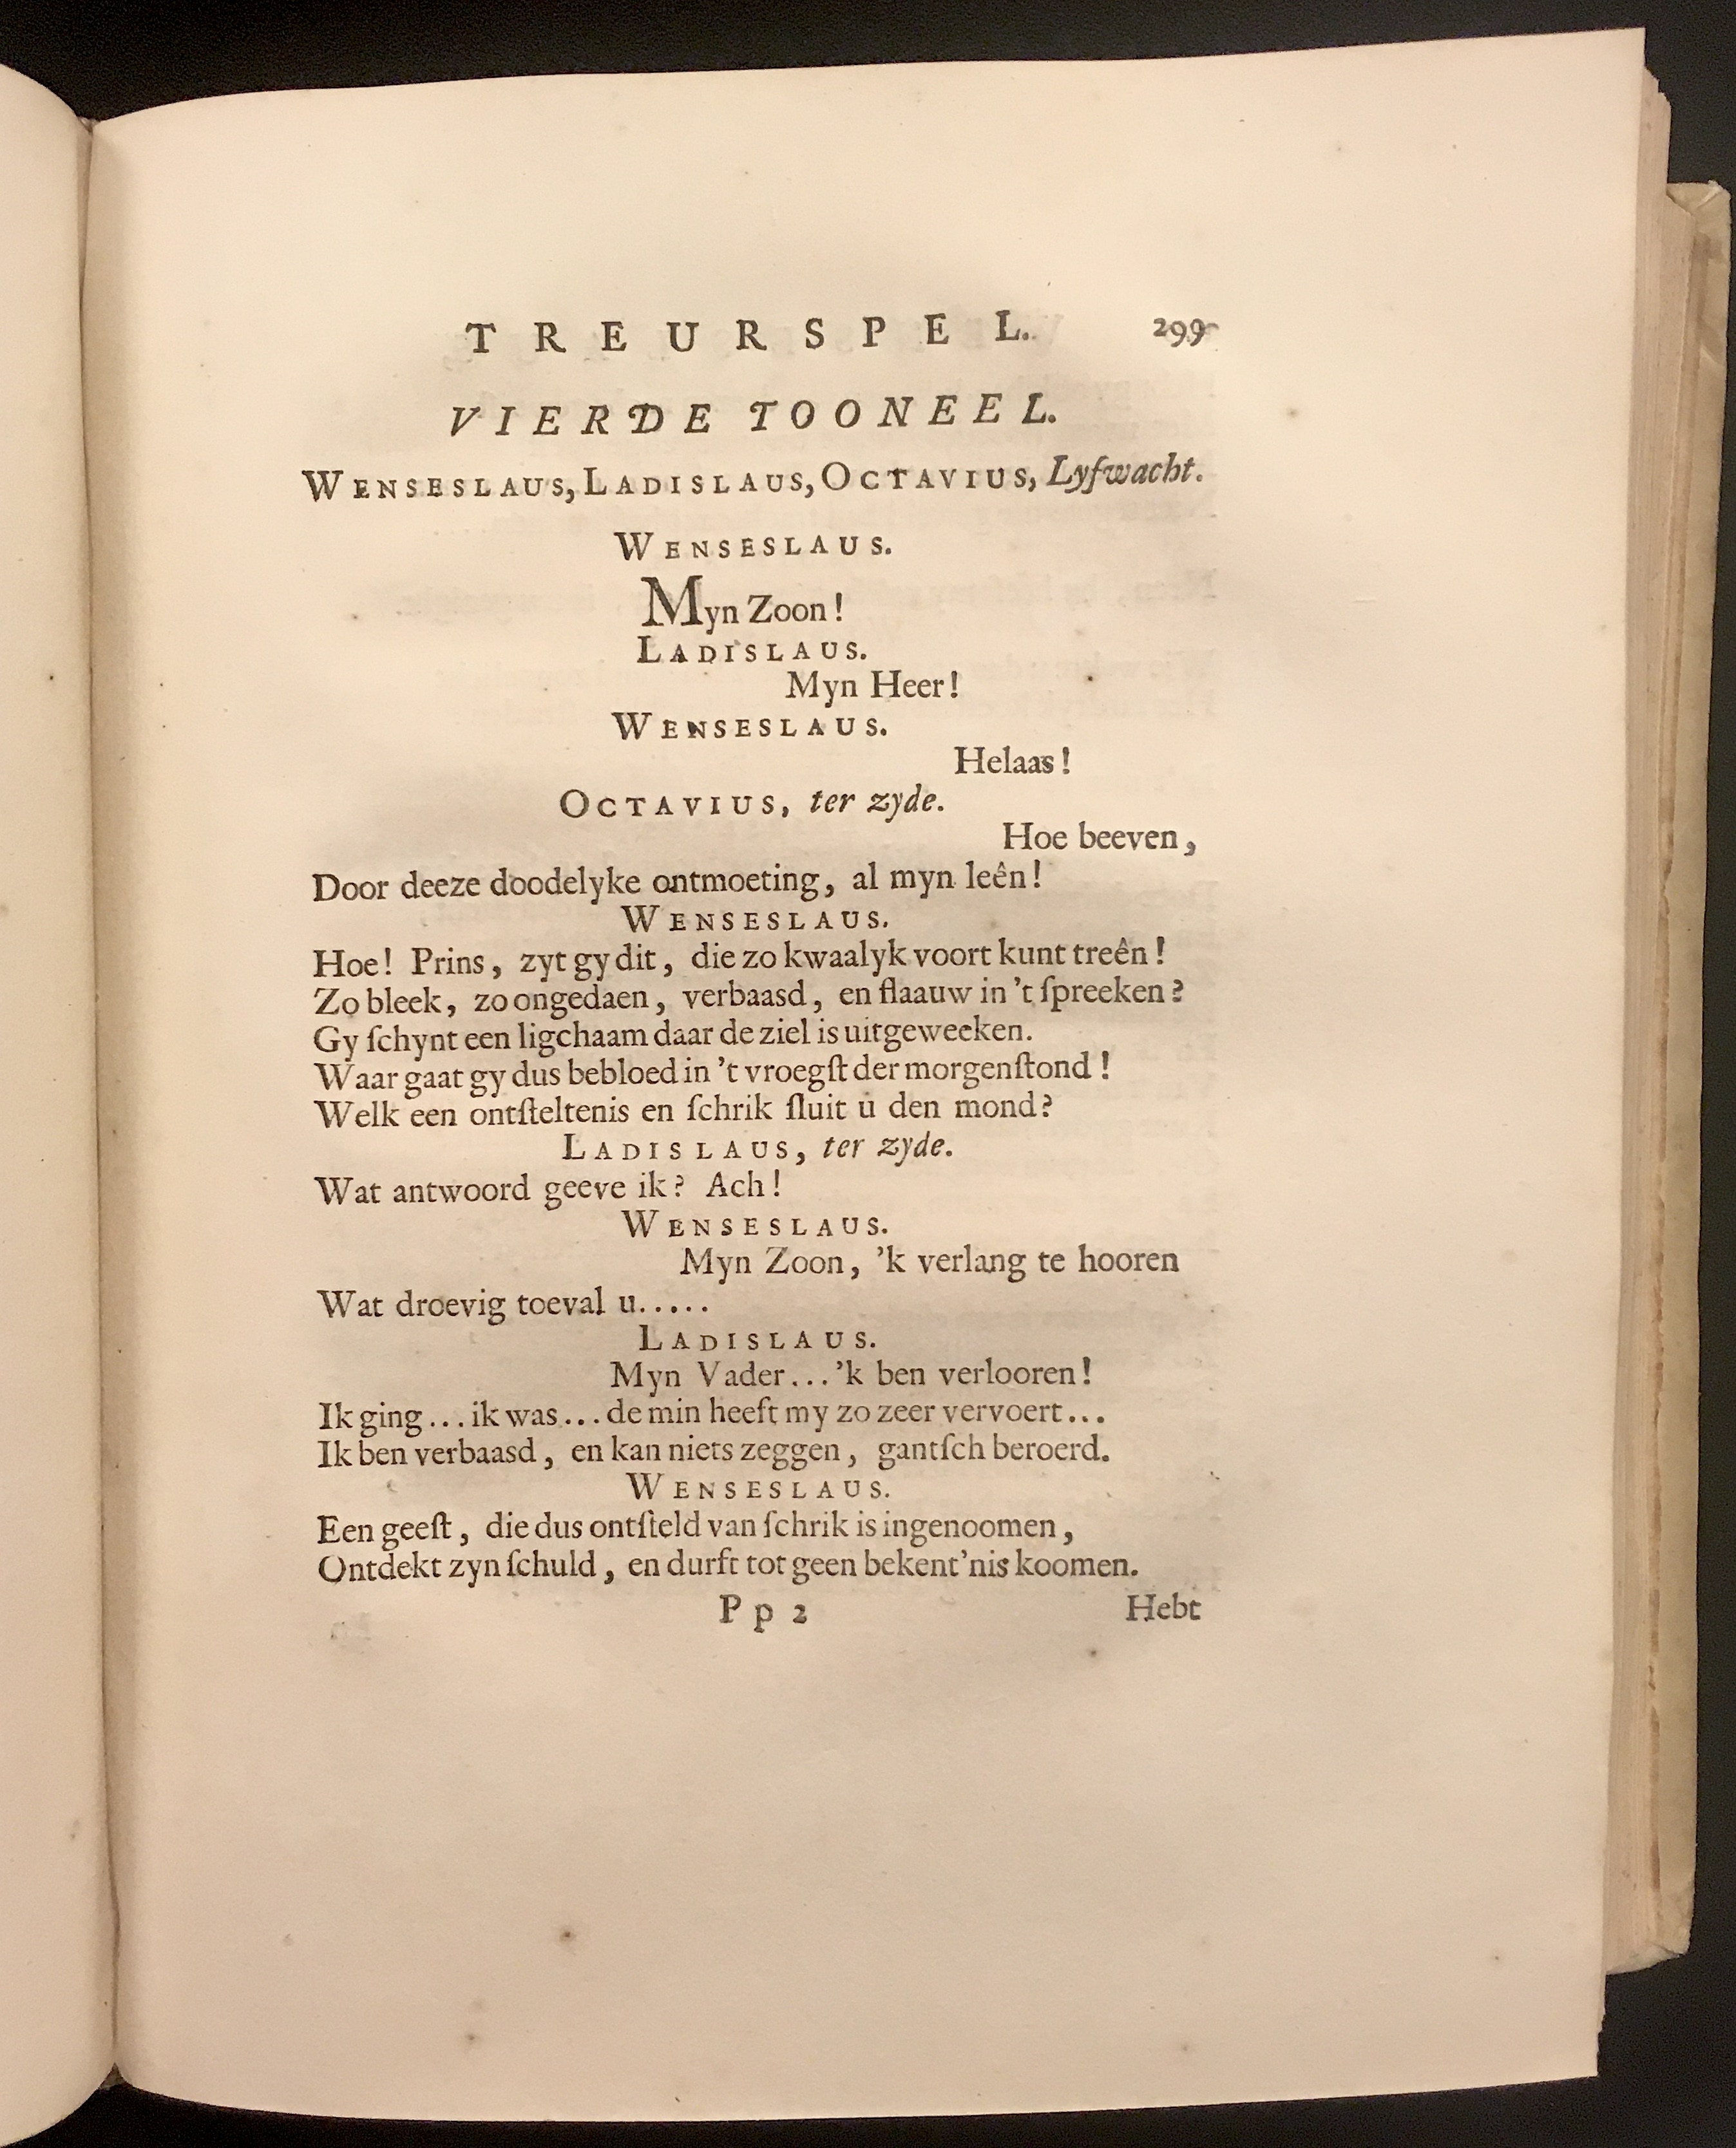 TREURSPEL. 299
VIERDE TOONEEL.
WENSESLAUS, LADISLAUS, OCTAVIUS, Lyfwacht.
WENSESLAUS.
Myn Zoon!
LADISLAUS.
Myn Heer!
WENSESLAUS.
Helaas!
OCTAVIUS, ter zyde.
Hoe beeven,
Door deeze doodelyke ontmoeting, al myn leên!
WENSESLAUS.
Hoe! Prins, zyt gy dit, die zo kwaalyk voort kunt treên!
Zo bleek, zo ongedaen, verbaasd, en flaauw in 't ſpreeken?
Gy ſchynt een ligchaam daar de ziel is uitgeweeken.
Waar gaat gy dus bebloed in 't vroegſt der morgenſtond!
Welk een ontſteltenis en ſchrik ſluit u den mond?
LADISLAUS, ter zyde.
Wat antwoord geeve ik? Ach!
WENSESLAUS.
Myn Zoon, 'k verlang te hooren
Wat droevig toeval u.....
LADISLAUS.
Myn Vader...'k ben verlooren!
Ik ging...ik was...de min heeft my zo zeer vervoert...
Ik ben verbaasd, en kan niets zeggen, gantſch beroerd.
WENSESLAUS.
Een geeſt, die dus ontſteld van ſchrik is ingenoomen,
Ontdekt zyn ſchuld, en durft tot geen bekent'nis koomen.
Pp 2 Hebt